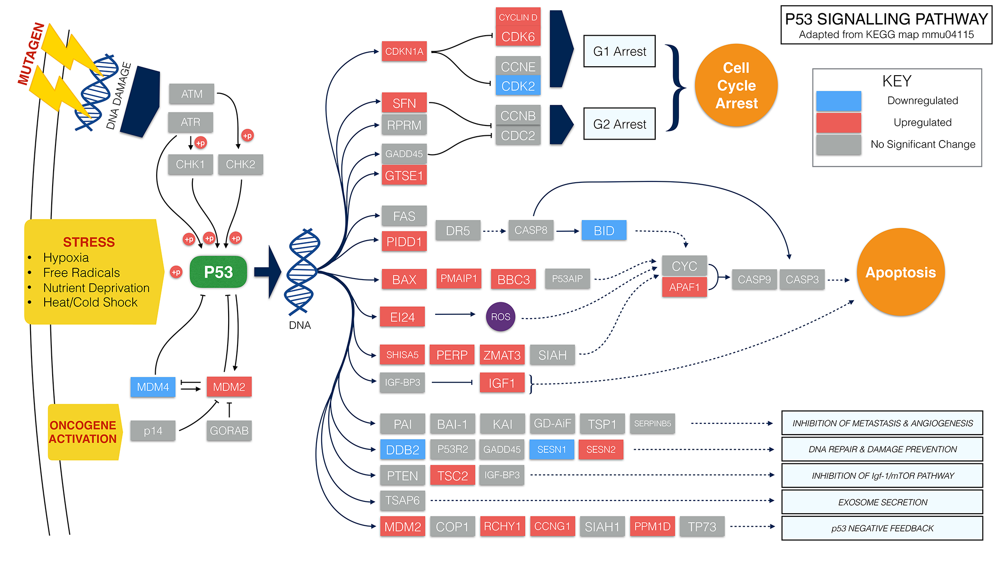 P53 SIGNALLING PATHWAY
Adapted from KEGG map mmu04115
KEY
Downregulated
Upregulated
No Significant Change
MUTAGEN
DNA DAMAGE
ATM
ATR
+p
+p
CHK1
CHK2
+p
+p
+p
STRESS
• Hypoxia
• Free Radicals
• Nutrient Deprivation
• Heat/Cold Shock
+p
P53
DNA
MDM4
MDM2
ONCOGENE
ACTIVATION
p14
GORAB
CDKN1A
CYCLIN D
CDK6
CCNE
CDK2
G1 Arrest
SFN
RPRM
GADD45
GTSE1
CCNB
CDC2
G2 Arrest
Cell
Cycle
Arrest
FAS
PIDD1
DR5
CASP8
BID
BAX
PMAIP1
BBC3
P53AIP
CYC
APAF1
CASP9
CASP3
Apoptosis
EI24
ROS
SHISA5
PERP
ZMAT3
SIAH
IGF-BP3
IGF1
PAI
BAI-1
KAI
GD-AiF
TSP1
SERPINB5
INHIBITION OF METASTASIS & ANGIOGENESIS
DDB2
P53R2
GADD45
SESN1
SESN2
DNA REPAIR & DAMAGE PREVENTION
PTEN
TSC2
IGF-BP3
INHIBITION OF Igf-1/mTOR PATHWAY
TSAP6
EXOSOME SECRETION
MDM2
COP1
RCHY1
CCNG1
SIAH1
PPM1D
TP73
p53 NEGATIVE FEEDBACK